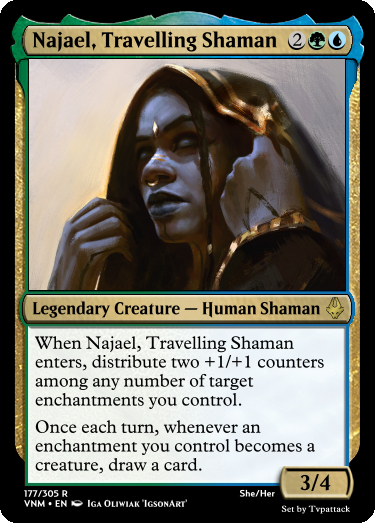 Najael, Travelling Shaman 2
Legendary Creature — Human Shaman
When Najael, Travelling Shaman
enters, distribute two +1/+1 counters
among any number of target
enchantments you control.
Once each turn, whenever an
enchantment you control becomes a
creature, draw a card.
3/4
177/305 R She/Her Set by Tvpattack
VNM • EN Iga Oliwiak 'IgsonArt'